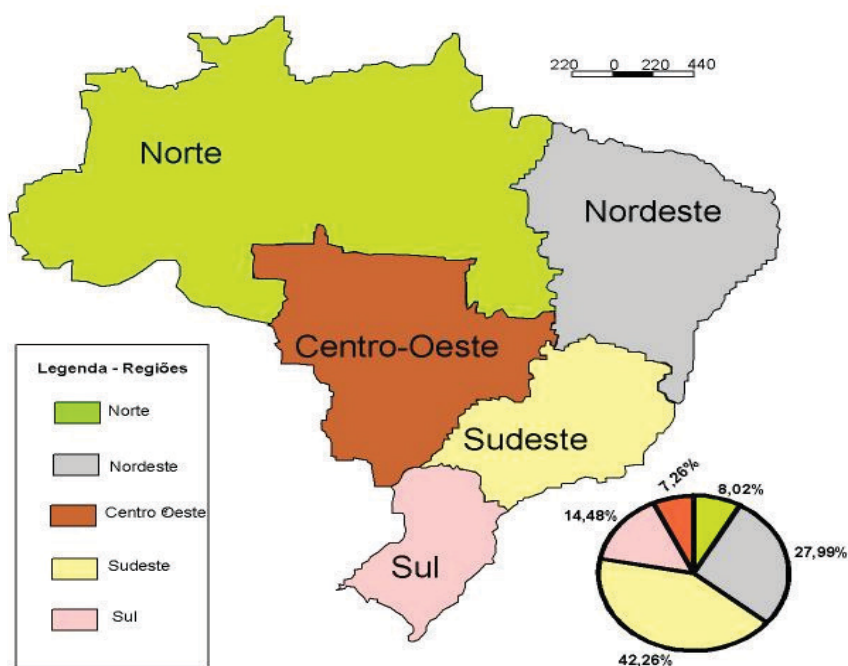 220 0 220 440
Norte
Nordeste
Centro-Oeste
Sudeste
Sul
Legenda - Regiões
Norte
Nordeste
Centro Oeste
Sudeste
Sul
7,26%
8,02%
14,48%
27,99%
42,26%